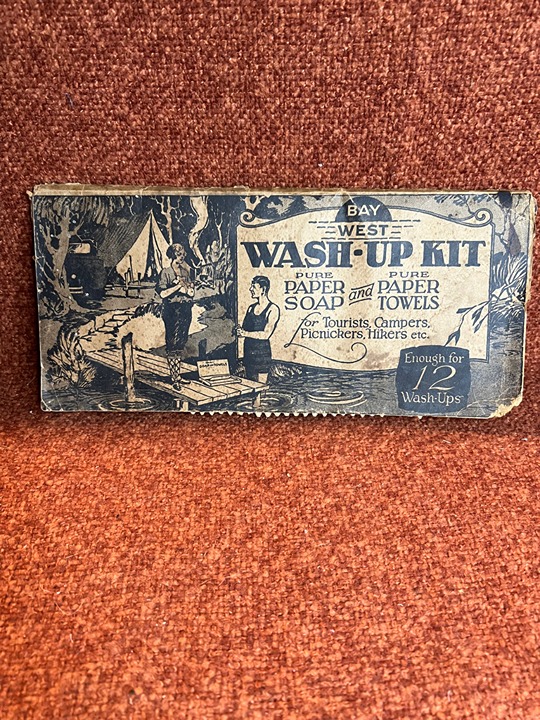 BAY
WEST
WASH-UP KIT
PURE PURE
PAPER and PAPER
SOAP TOWELS
for Tourists, Campers,
Picnickers, Hikers etc.
Enough for
12
Wash-Ups